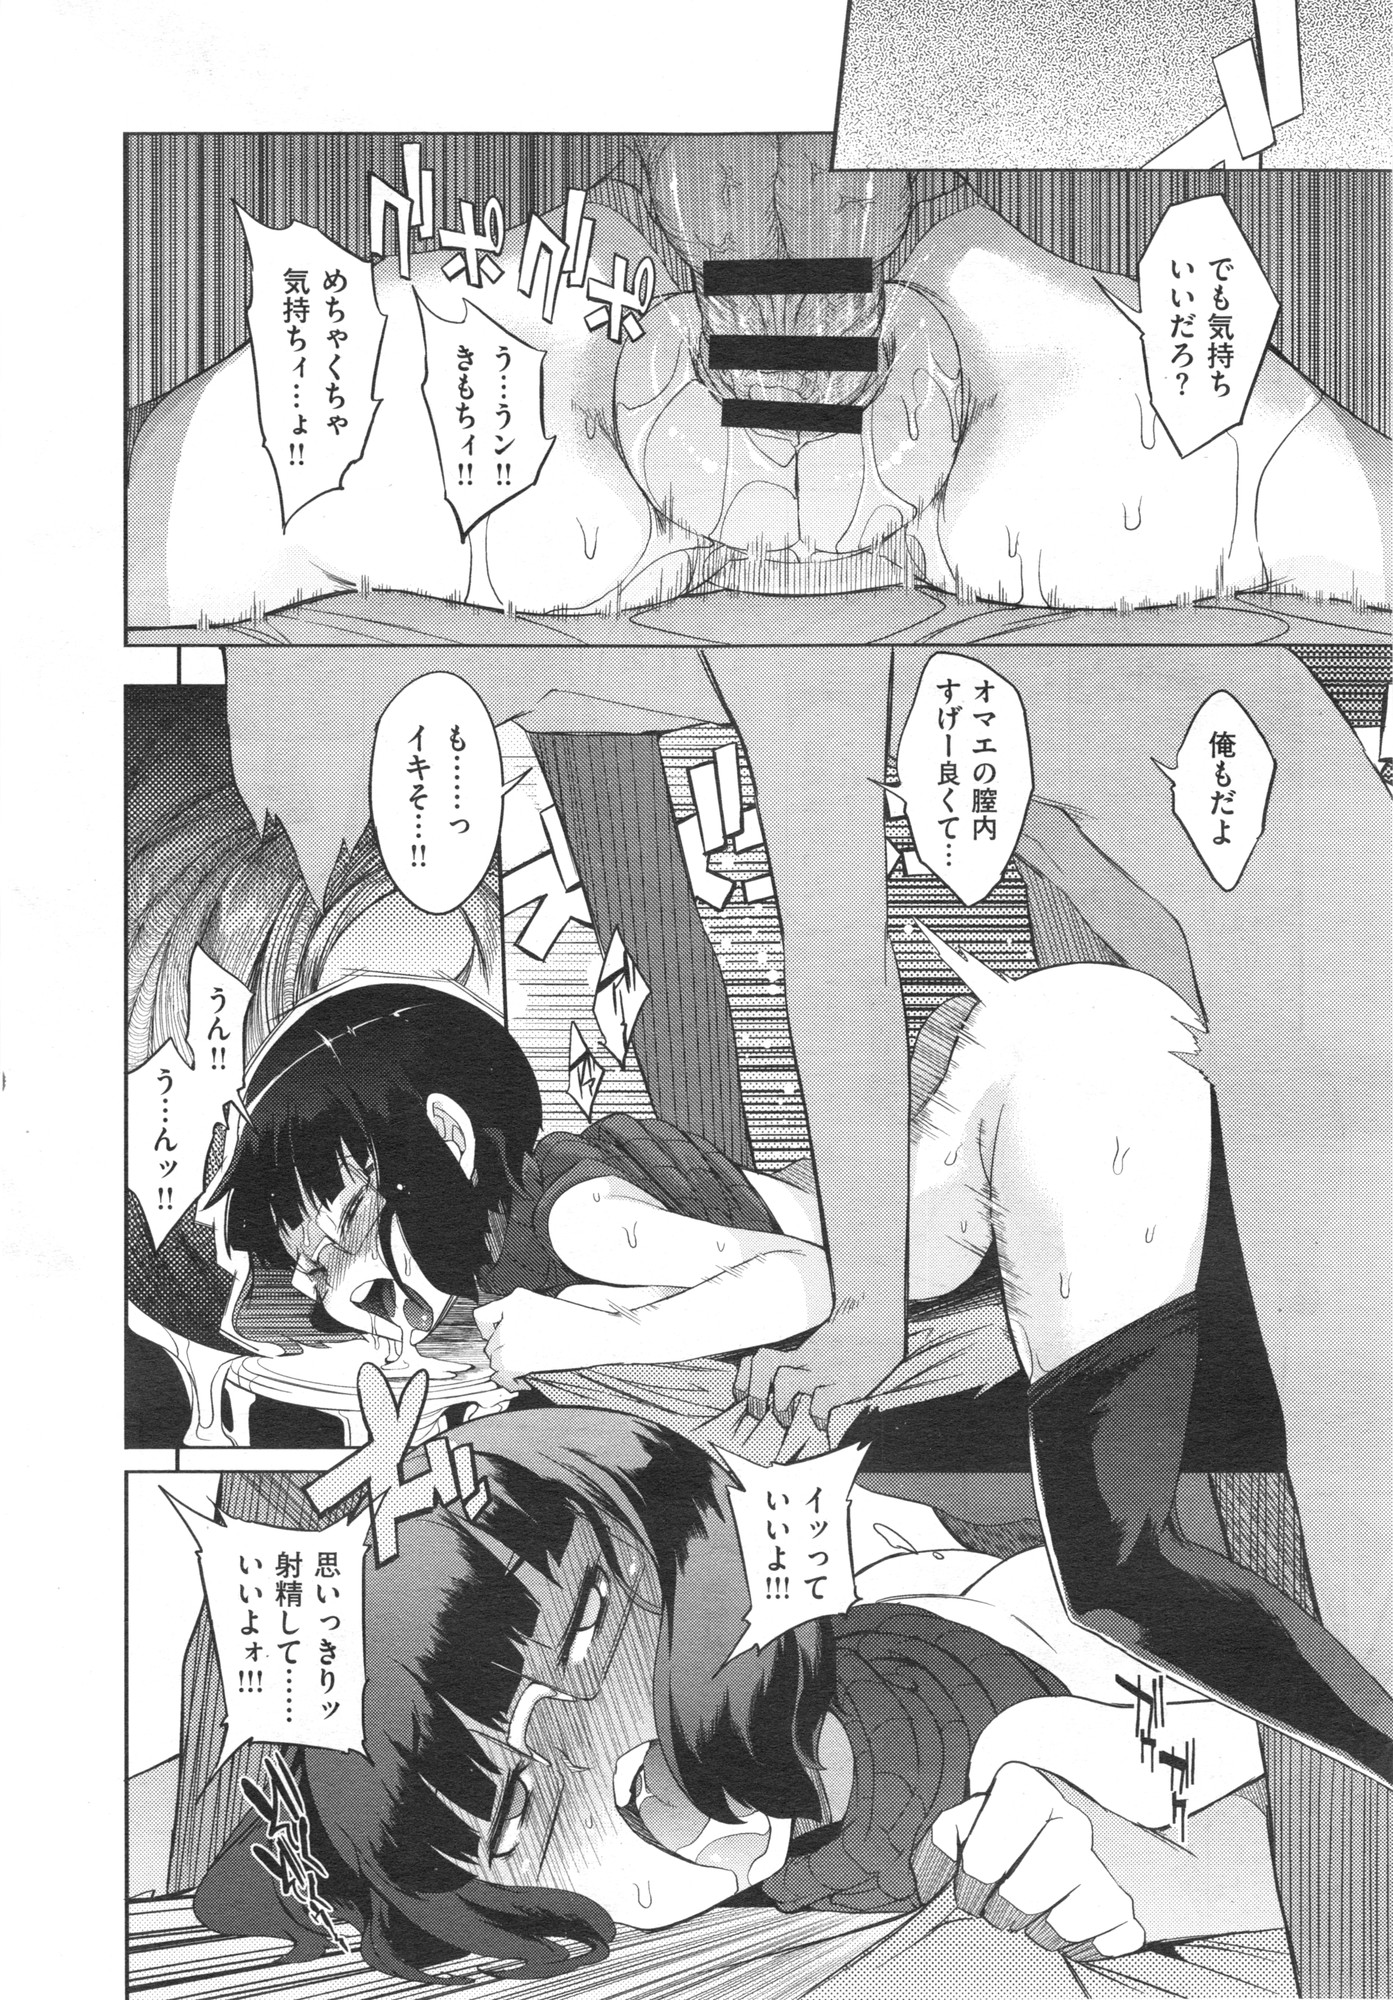 でも気持ち
いいだろ?
う…うン!!
きもちィ!!
めちゃくちゃ
気持ちィ…ょ!!
グポ
グポ
俺もだよ
オマエの膣内
すげー良くて…
も……っ
イキそ…!!
うん!!
う…んッ!!
イッって
いいよ!!!
思いっきりッ
射精して……
いいよォ!!!